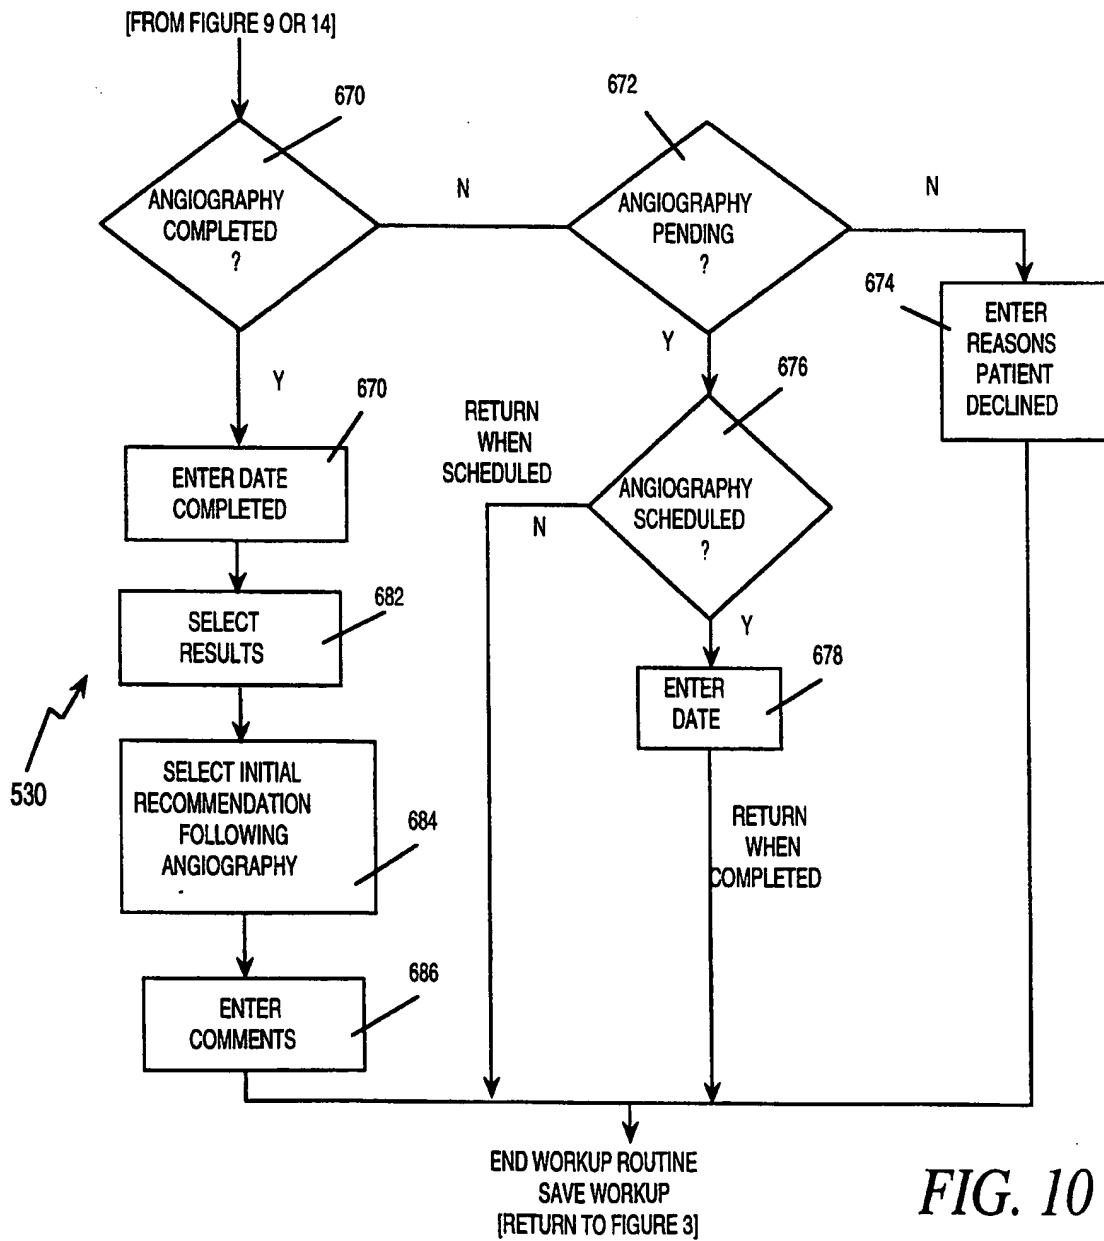 [FROM FIGURE 9 OR 14]
670
ANGIOGRAPHY
COMPLETED
?
N
672
ANGIOGRAPHY
PENDING
?
N
674
ENTER
REASONS
PATIENT
DECLINED
Y
670
ENTER DATE
COMPLETED
Y
676
RETURN
WHEN
SCHEDULED
ANGIOGRAPHY
SCHEDULED
?
N
Y
682
SELECT
RESULTS
678
ENTER
DATE
530
SELECT INITIAL
RECOMMENDATION
FOLLOWING
ANGIOGRAPHY
684
RETURN
WHEN
COMPLETED
686
ENTER
COMMENTS
END WORKUP ROUTINE
SAVE WORKUP
[RETURN TO FIGURE 3]
FIG. 10